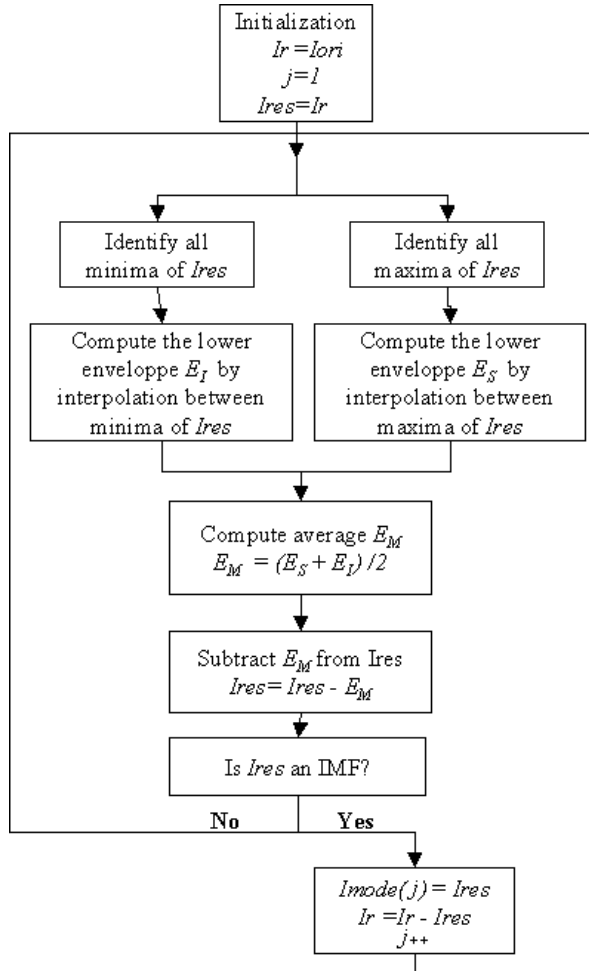 Initialization
Ir =Iori
j=1
Ires=Ir
Identify all
minima of Ires
Identify all
maxima of Ires
Compute the lower
enveloppe E_I by
interpolation between
minima of Ires
Compute the lower
enveloppe E_S by
interpolation between
maxima of Ires
Compute average E_M
E_M = (E_S + E_I) /2
Subtract E_M from Ires
Ires= Ires - E_M
Is Ires an IMF?
No
Yes
Imode(j) = Ires
Ir =Ir - Ires
j++